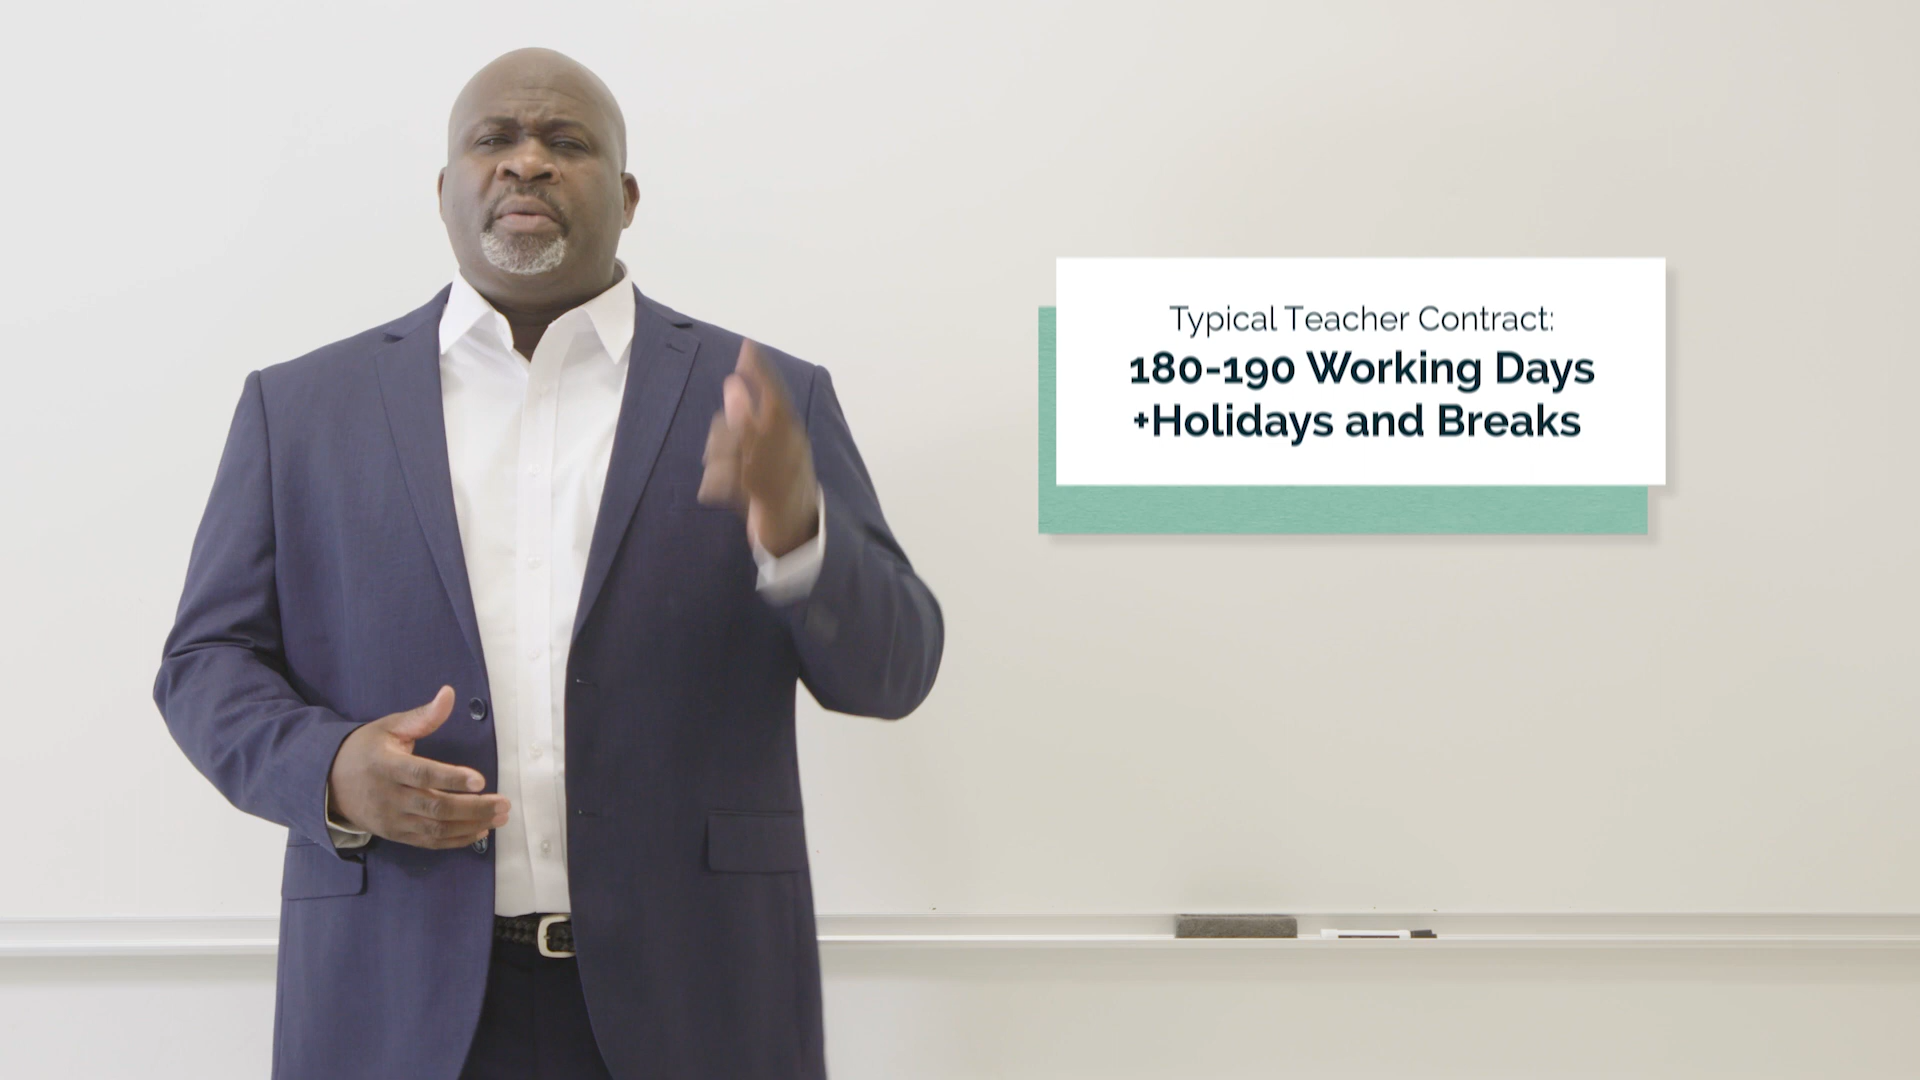 Typical Teacher Contract:
180-190 Working Days
+Holidays and Breaks